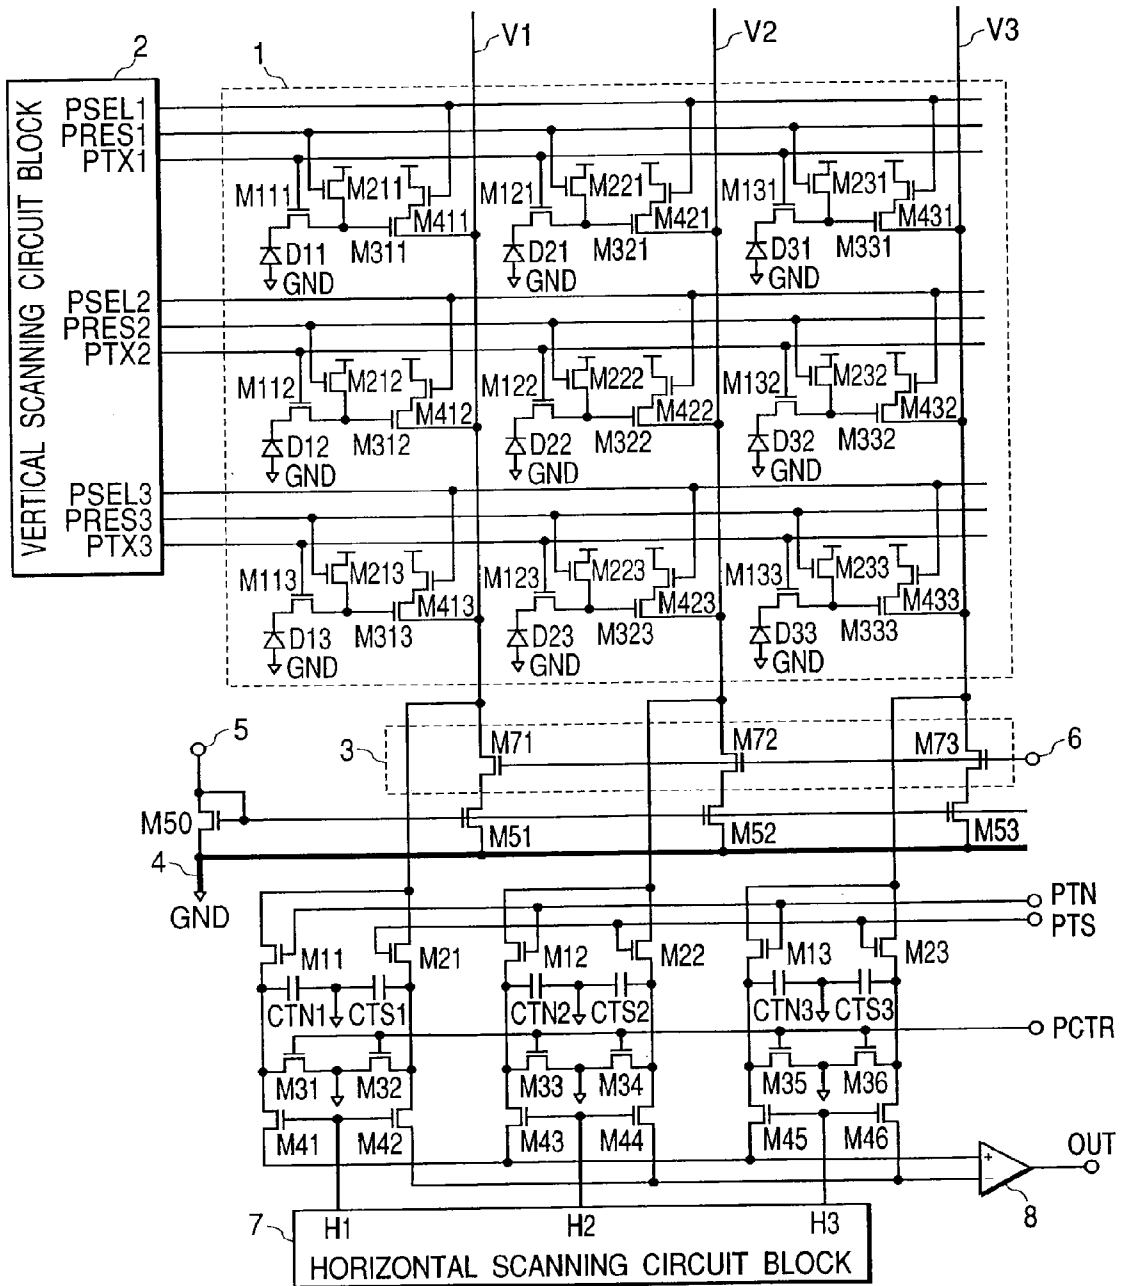 V1 V2 V3
2 1
VERTICAL SCANNING CIRCUIT BLOCK
PSEL1
PRES1
PTX1
M111 M211 M121 M221 M131 M231
M411 M421 M431
D11 M311 D21 M321 D31 M331
GND GND GND
PSEL2
PRES2
PTX2
M112 M212 M122 M222 M132 M232
M412 M422 M432
D12 M312 D22 M322 D32 M332
GND GND GND
PSEL3
PRES3
PTX3
M113 M213 M123 M223 M133 M233
M413 M423 M433
D13 M313 D23 M323 D33 M333
GND GND GND
5 3 M71 M72 M73 6
M50 M51 M52 M53
4
GND
PTN
PTS
M11 M21 M12 M22 M13 M23
CTN1 CTS1 CTN2 CTS2 CTN3 CTS3
PCTR
M31 M32 M33 M34 M35 M36
M41 M42 M43 M44 M45 M46
OUT
+
−
8
7 H1 H2 H3
HORIZONTAL SCANNING CIRCUIT BLOCK